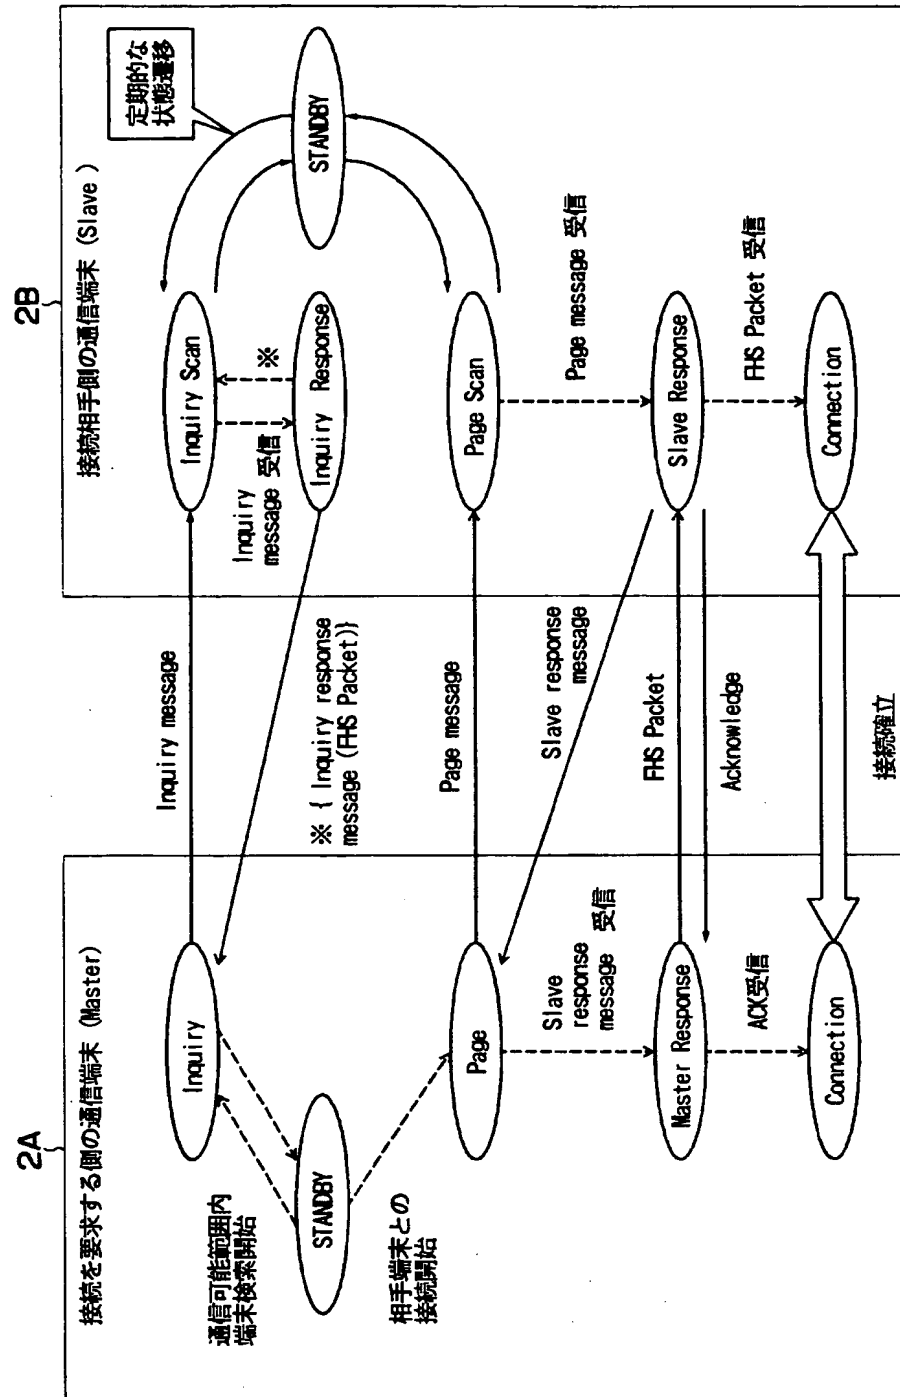 2A
接続を要求する側の通信端末 (Master)
通信可能範囲内
端末検索開始
STANDBY
相手端末との
接続開始
Inquiry
Page
Slave
response
message 受信
Master Response
ACK受信
Connection
Inquiry message
※ { Inquiry response
message (FHS Packet)}
Page message
Slave response
message
FHS Packet
Acknowledge
接続確立
2B
接続相手側の通信端末 (Slave )
定期的な
状態遷移
STANDBY
Inquiry Scan
Inquiry
message 受信
※
Inquiry Response
Page Scan
Page message 受信
Slave Response
FHS Packet 受信
Connection